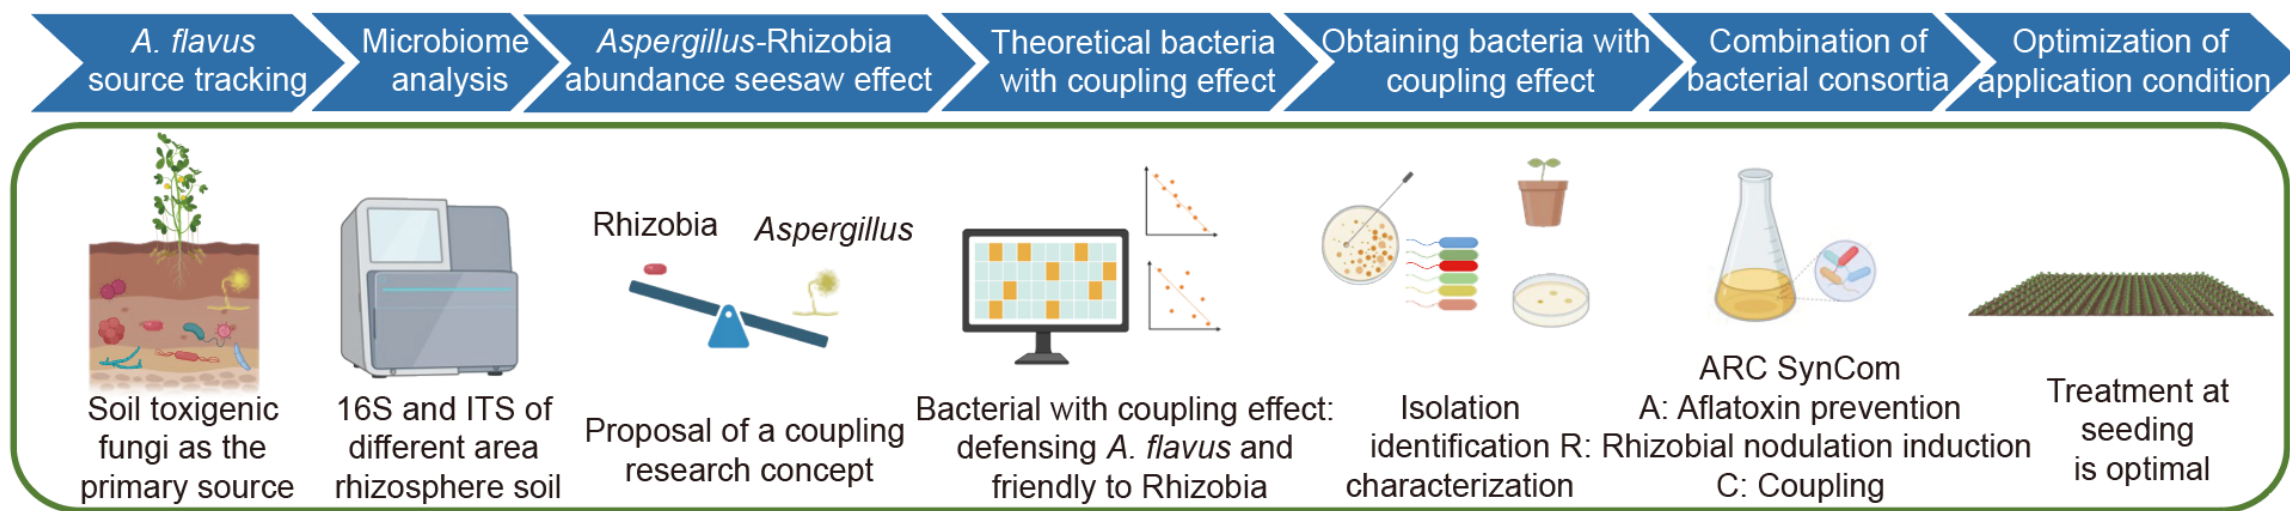 A. flavus
source tracking
Microbiome
analysis
Aspergillus-Rhizobia
abundance seesaw effect
Theoretical bacteria
with coupling effect
Obtaining bacteria with
coupling effect
Combination of
bacterial consortia
Optimization of
application condition
Soil toxigenic
fungi as the
primary source
16S and ITS of
different area
rhizosphere soil
Rhizobia
Aspergillus
Proposal of a coupling
research concept
Bacterial with coupling effect:
defensing A. flavus and
friendly to Rhizobia
Isolation
identification
characterization
ARC SynCom
A: Aflatoxin prevention
R: Rhizobial nodulation induction
C: Coupling
Treatment at
seeding
is optimal